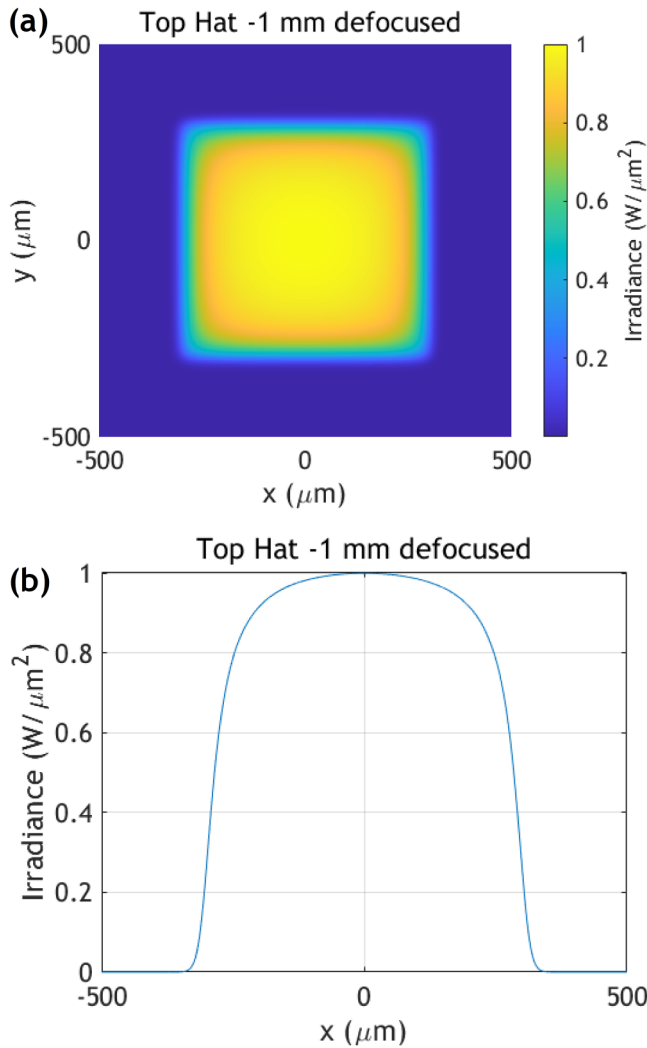 (a)
Top Hat -1 mm defocused
500
0
-500
y (μm)
-500
0
500
x (μm)
1
0.8
0.6
0.4
0.2
Irradiance (W/μm²)
(b)
Top Hat -1 mm defocused
1
0.8
0.6
0.4
0.2
0
Irradiance (W/μm²)
-500
0
500
x (μm)